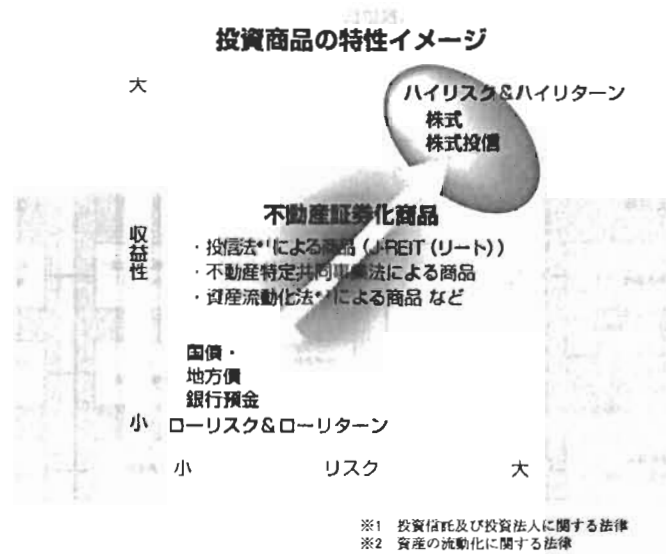 投資商品の特性イメージ
大
ハイリスク&ハイリターン
株式
株式投信
収益性
不動産証券化商品
・投信法※1による商品（J-REIT（リート））
・不動産特定共同事業法による商品
・資産流動化法※2による商品 など
国債・
地方債
銀行預金
小 ローリスク&ローリターン
小 リスク 大
※1 投資信託及び投資法人に関する法律
※2 資産の流動化に関する法律